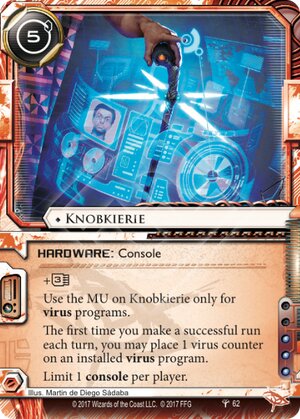 5
♦ Knobkierie
Hardware: Console
+3
Use the MU on Knobkierie only for
virus programs.
The first time you make a successful run
each turn, you may place 1 virus counter
on an installed virus program.
Limit 1 console per player.
Illus. Martin de Diego Sádaba
© 2017 Wizards of the Coast LLC. © 2017 FFG
62